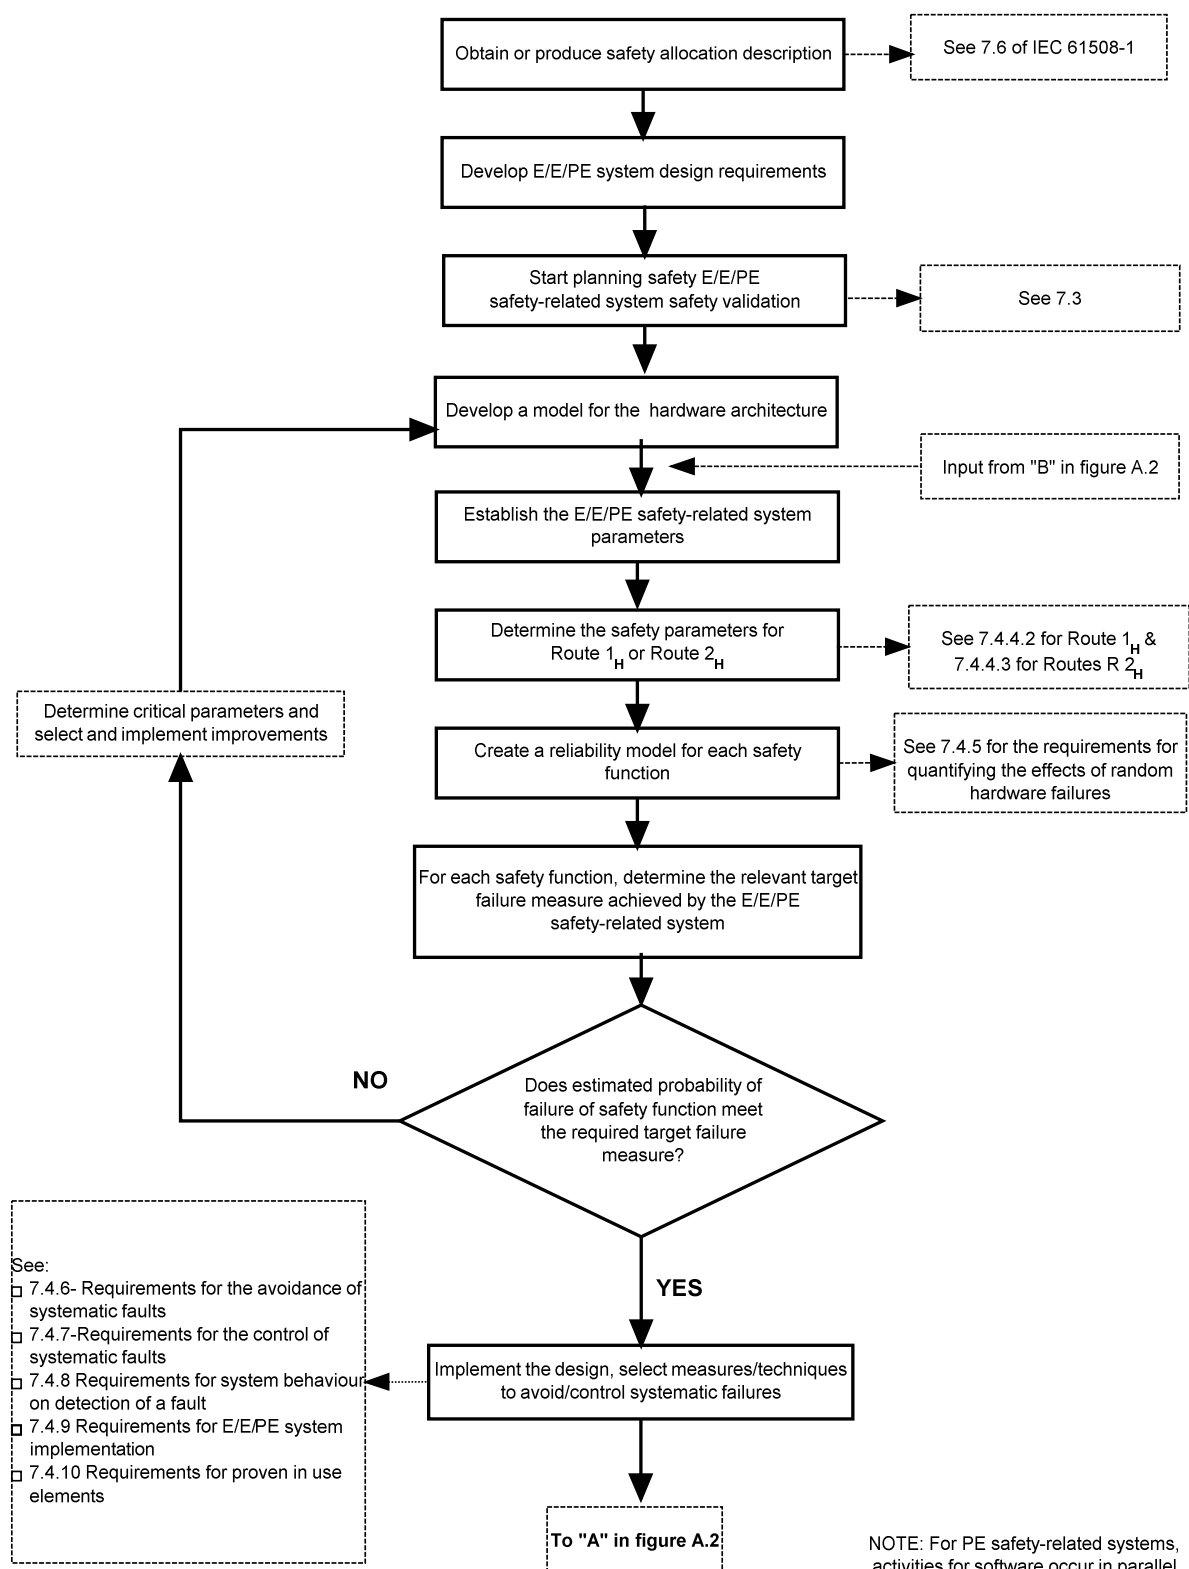 Obtain or produce safety allocation description
See 7.6 of IEC 61508-1
Develop E/E/PE system design requirements
Start planning safety E/E/PE
safety-related system safety validation
See 7.3
Develop a model for the hardware architecture
Input from "B" in figure A.2
Establish the E/E/PE safety-related system
parameters
Determine the safety parameters for
Route 1H or Route 2H
See 7.4.4.2 for Route 1H &
7.4.4.3 for Routes R 2H
Determine critical parameters and
select and implement improvements
Create a reliability model for each safety
function
See 7.4.5 for the requirements for
quantifying the effects of random
hardware failures
For each safety function, determine the relevant target
failure measure achieved by the E/E/PE
safety-related system
NO
Does estimated probability of
failure of safety function meet
the required target failure
measure?
YES
See:
7.4.6- Requirements for the avoidance of
systematic faults
7.4.7-Requirements for the control of
systematic faults
7.4.8 Requirements for system behaviour
on detection of a fault
7.4.9 Requirements for E/E/PE system
implementation
7.4.10 Requirements for proven in use
elements
Implement the design, select measures/techniques
to avoid/control systematic failures
To "A" in figure A.2
NOTE: For PE safety-related systems,
activities for software occur in parallel